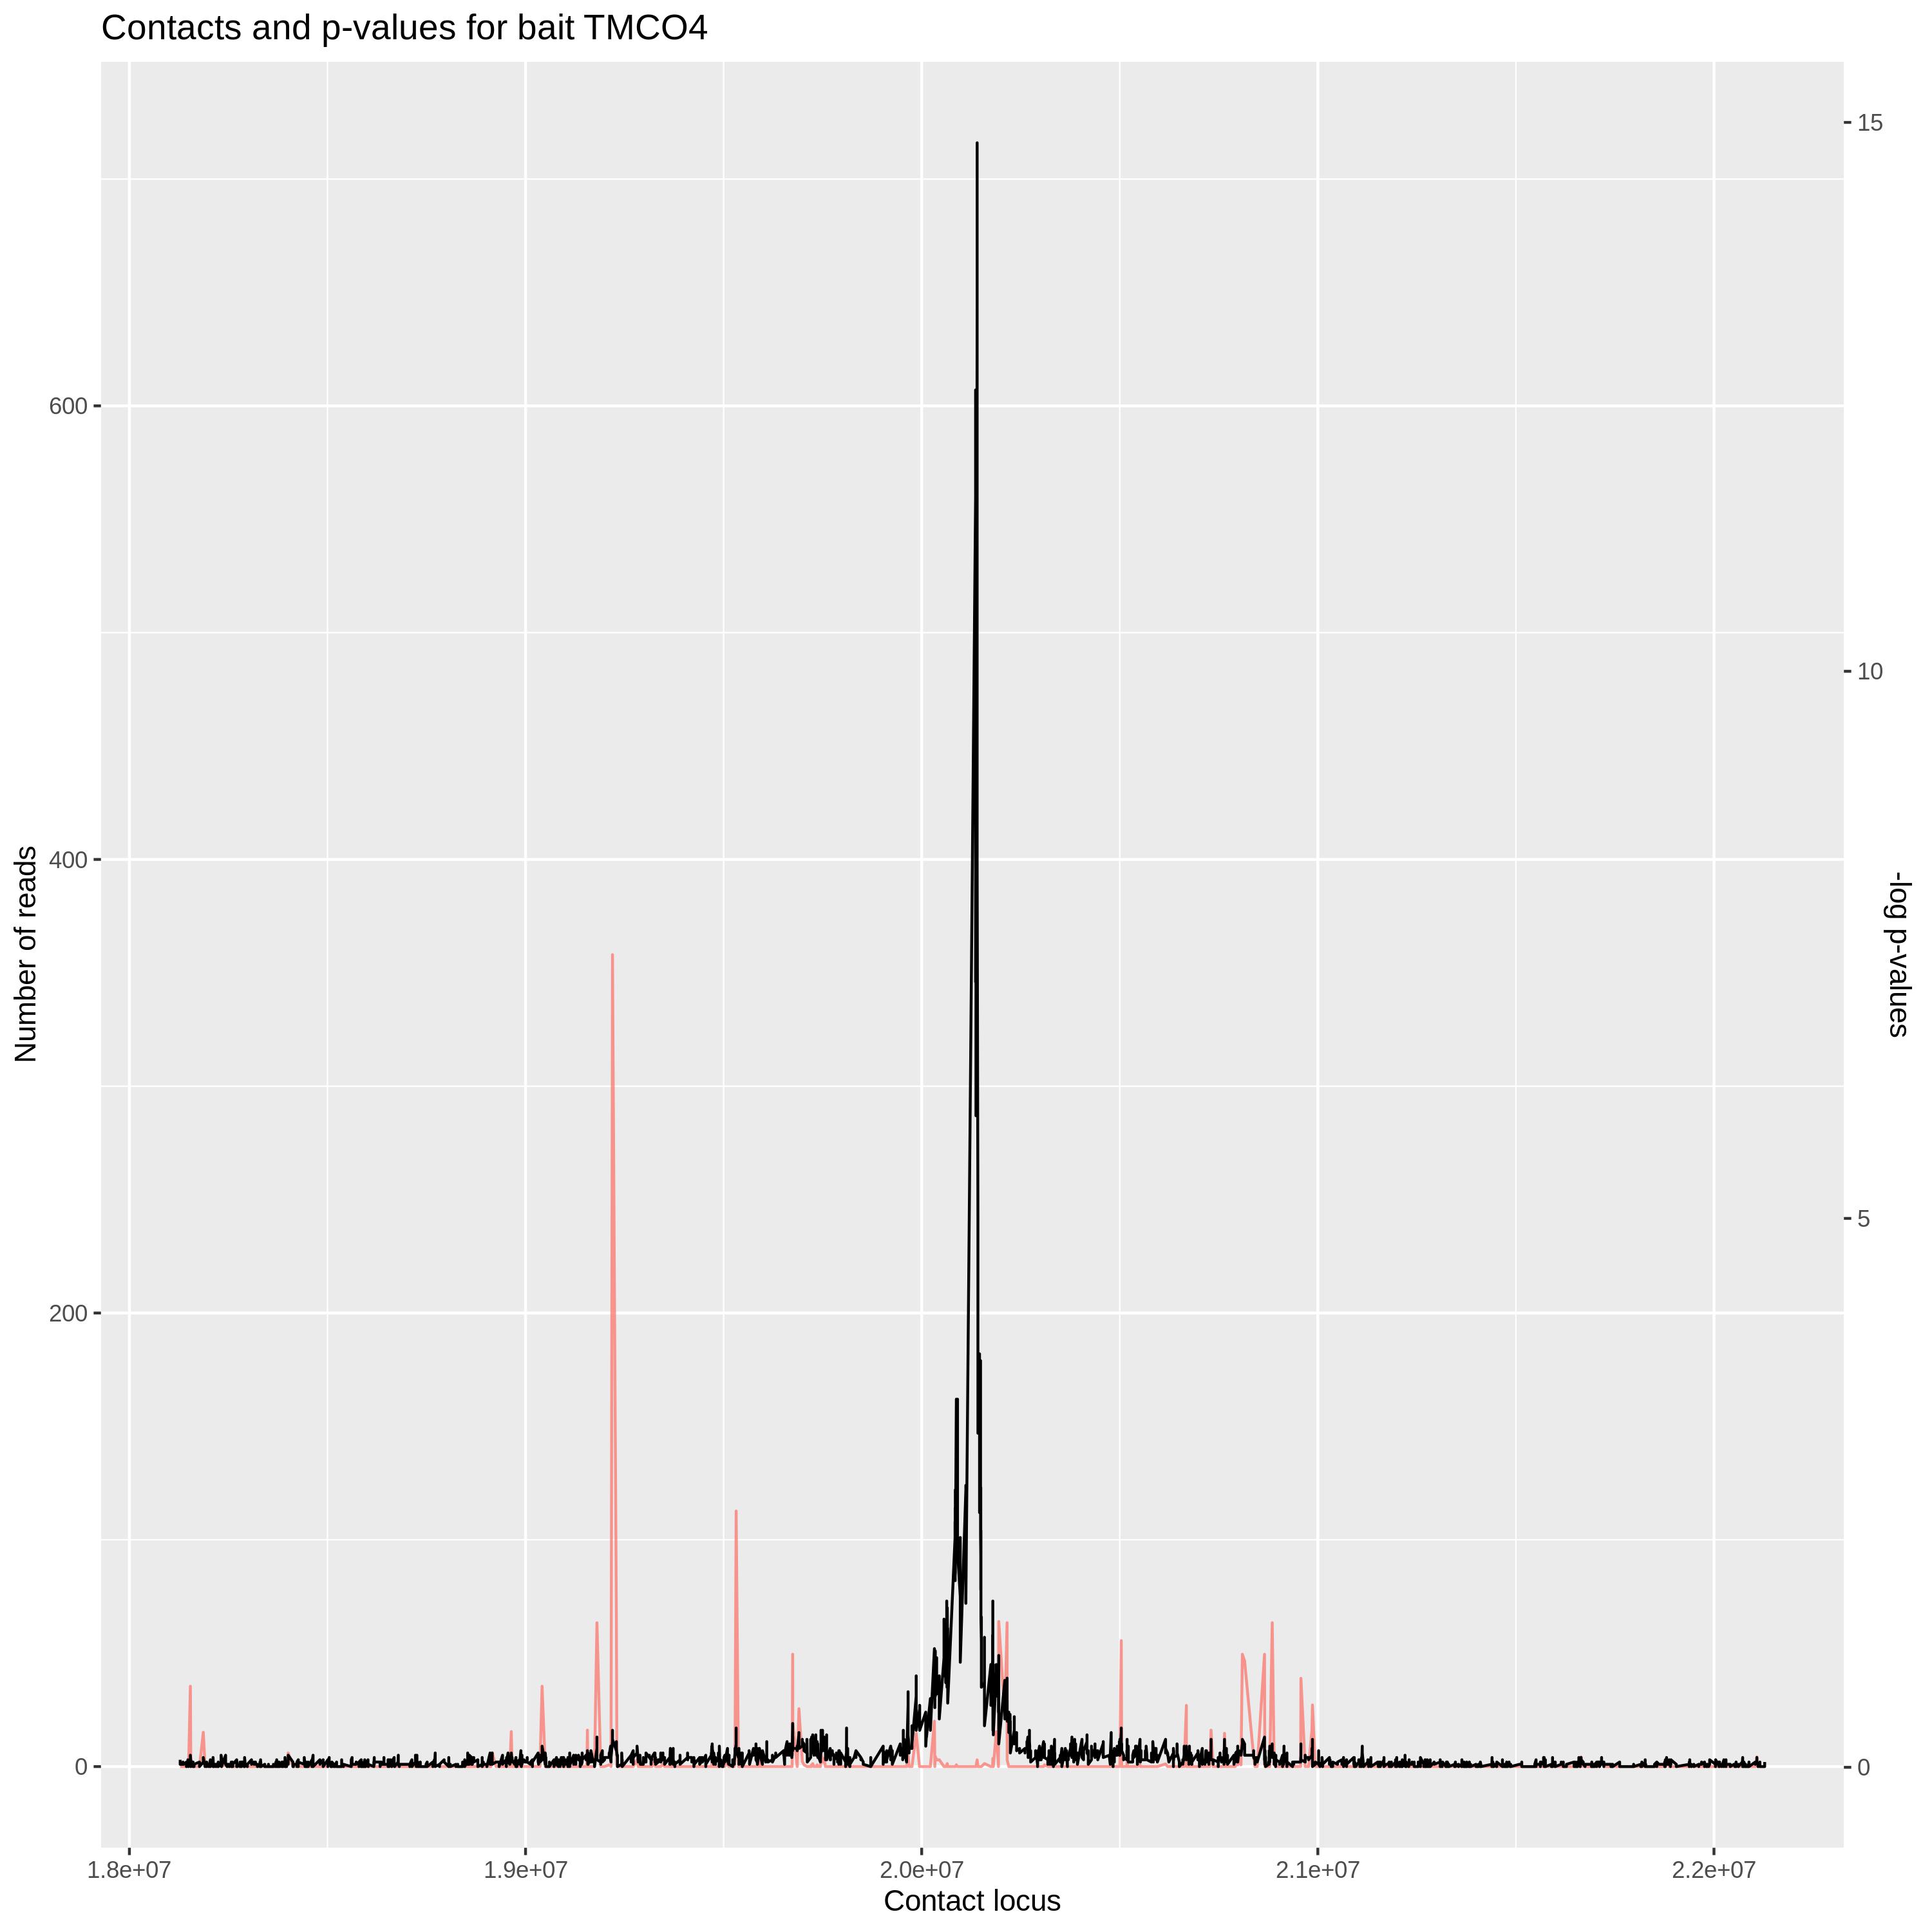 Contacts and p-values for bait TMCO4
Number of reads
600
400
200
0
15
10
5
0
-log p-values
1.8e+07 1.9e+07 2.0e+07 2.1e+07 2.2e+07
Contact locus